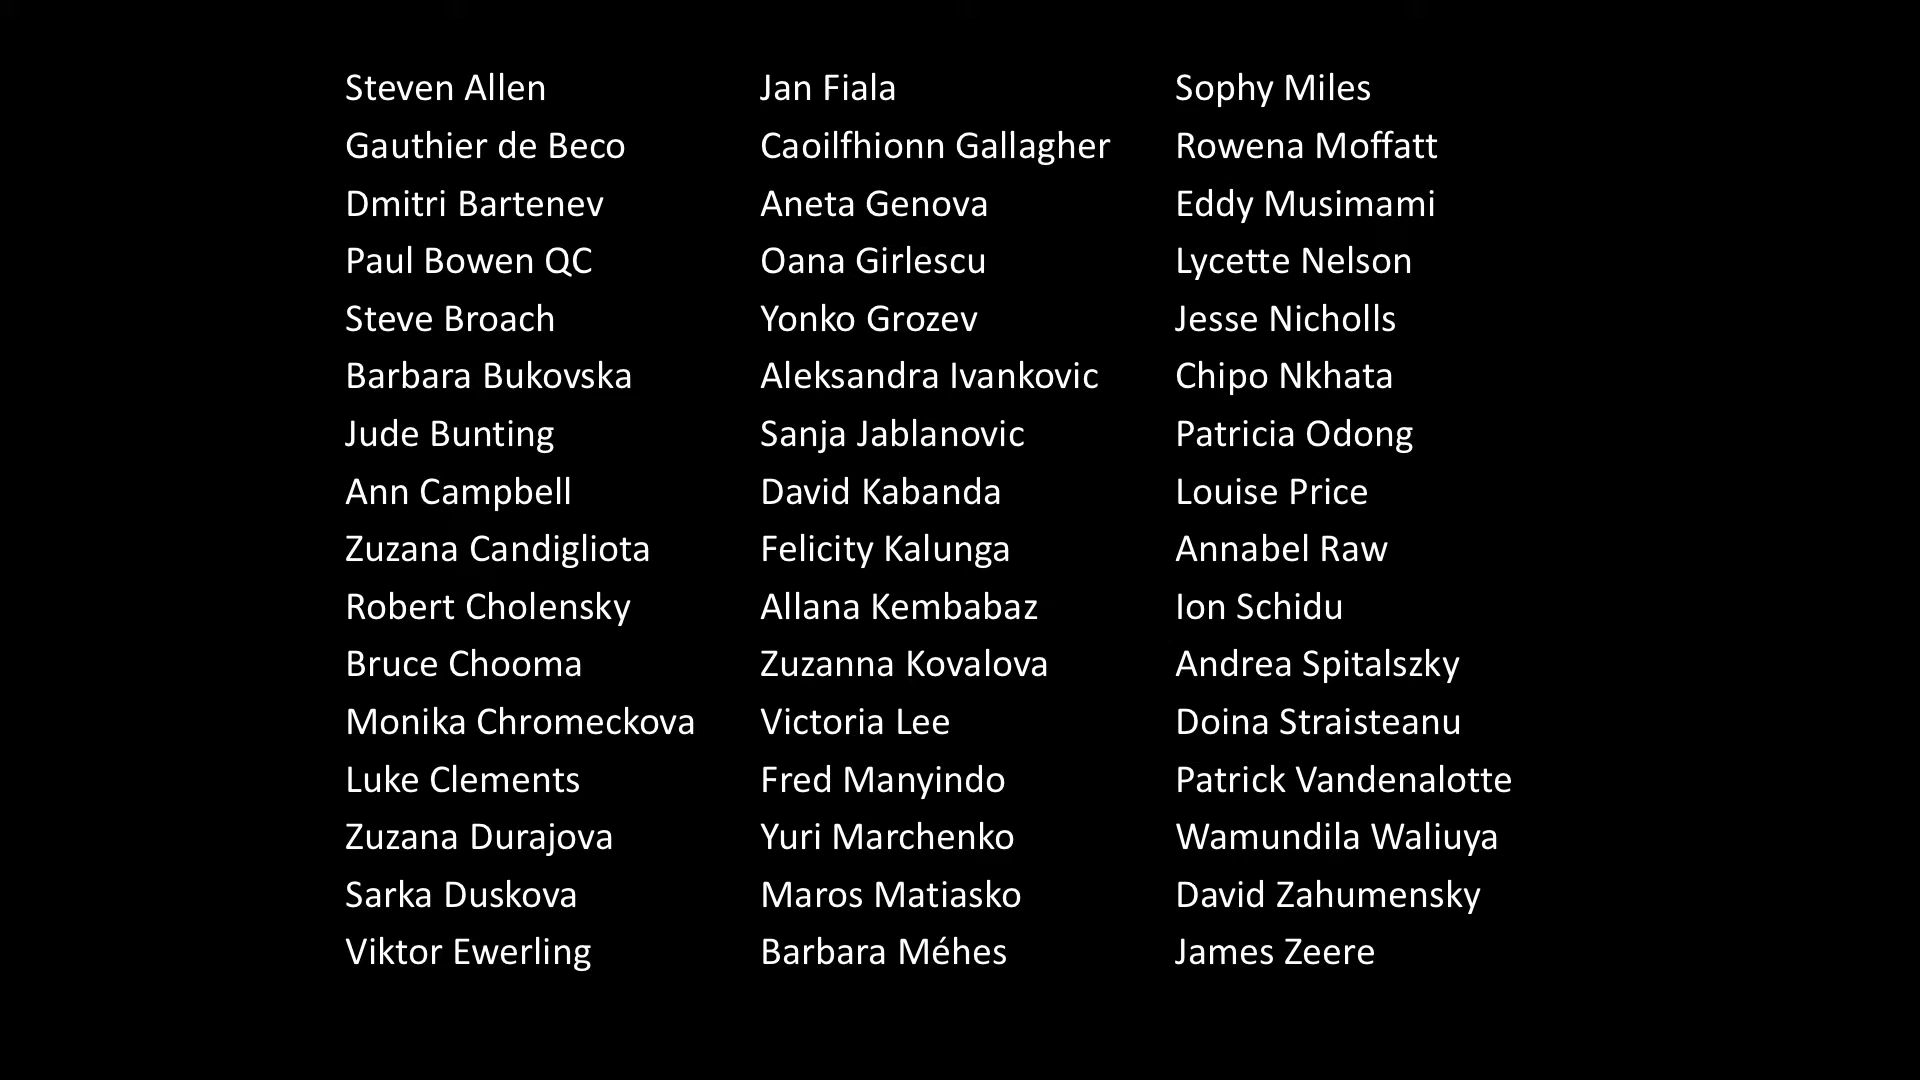 Steven Allen
Gauthier de Beco
Dmitri Bartenev
Paul Bowen QC
Steve Broach
Barbara Bukovska
Jude Bunting
Ann Campbell
Zuzana Candigliota
Robert Cholensky
Bruce Chooma
Monika Chromeckova
Luke Clements
Zuzana Durajova
Sarka Duskova
Viktor Ewerling
Jan Fiala
Caoilfhionn Gallagher
Aneta Genova
Oana Girlescu
Yonko Grozev
Aleksandra Ivankovic
Sanja Jablanovic
David Kabanda
Felicity Kalunga
Allana Kembabaz
Zuzanna Kovalova
Victoria Lee
Fred Manyindo
Yuri Marchenko
Maros Matiasko
Barbara Méhes
Sophy Miles
Rowena Moffatt
Eddy Musimami
Lycette Nelson
Jesse Nicholls
Chipo Nkhata
Patricia Odong
Louise Price
Annabel Raw
Ion Schidu
Andrea Spitalszky
Doina Straisteanu
Patrick Vandenalotte
Wamundila Waliuya
David Zahumensky
James Zeere